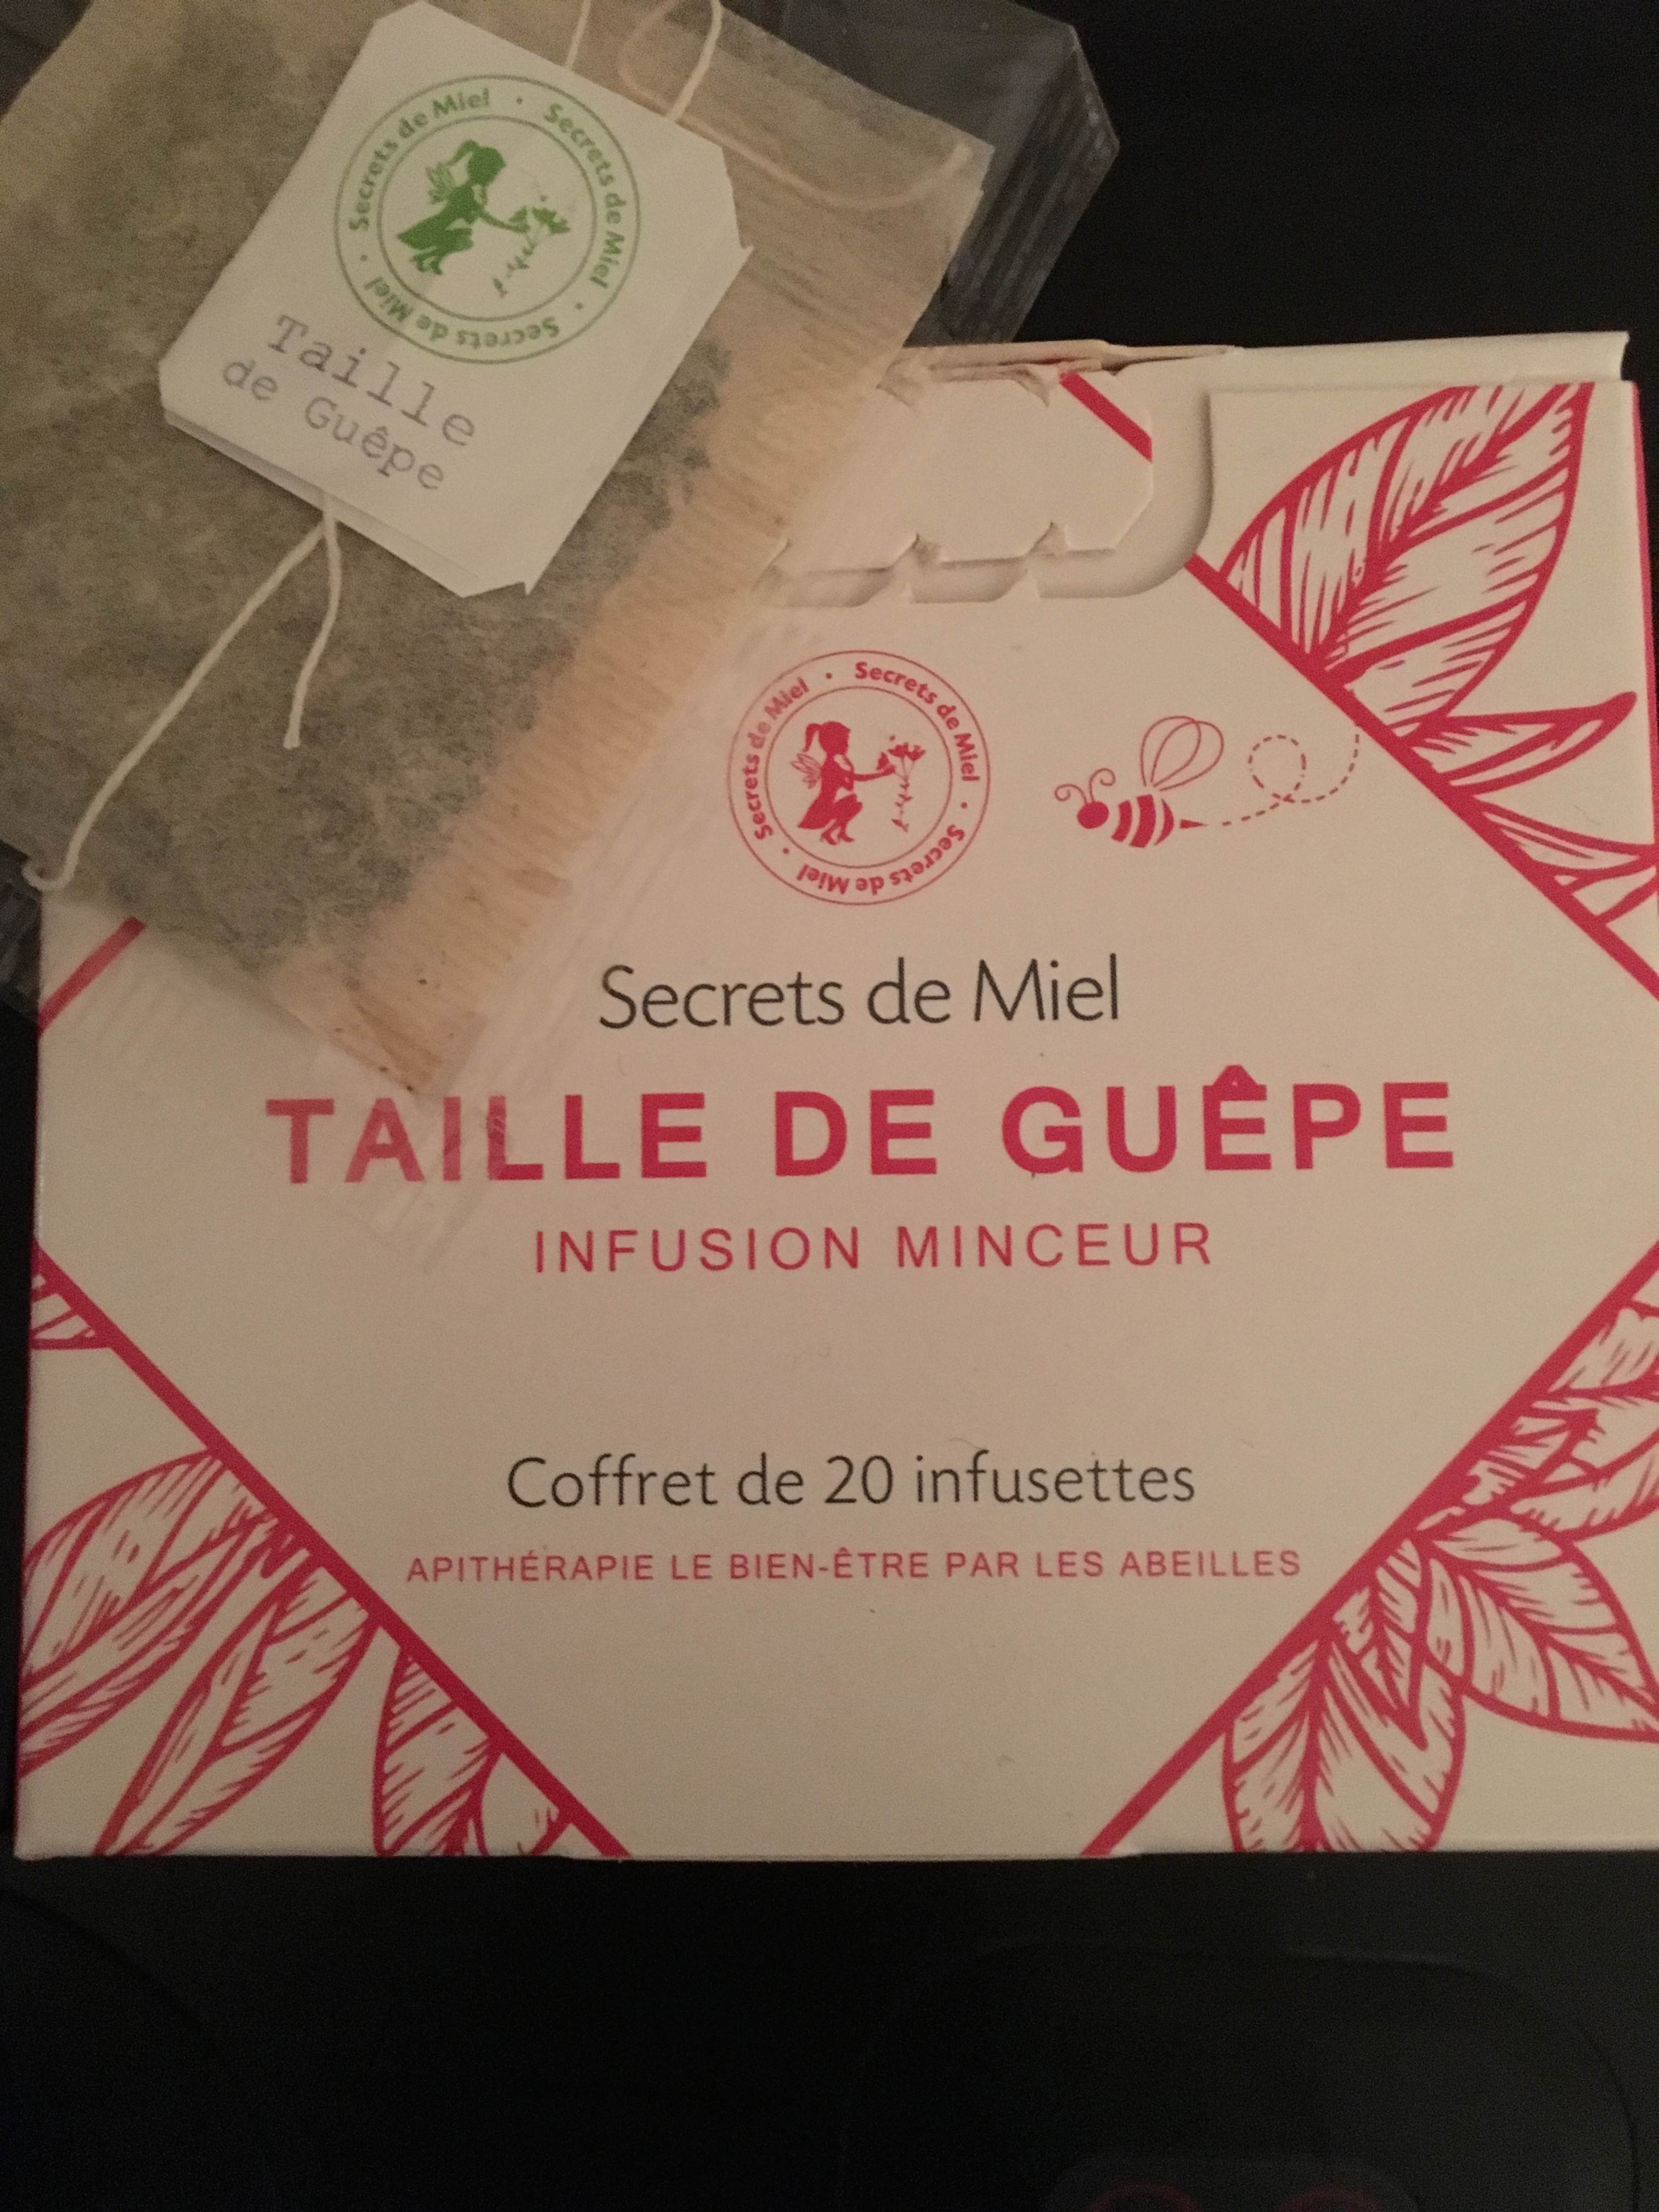 Secrets de Miel · Secrets de Miel · Secrets de Miel ·
Taille
de Guêpe
Secrets de Miel · Secrets de Miel · Secrets de Miel ·
Secrets de Miel
TAILLE DE GUÊPE
INFUSION MINCEUR
Coffret de 20 infusettes
APITHÉRAPIE LE BIEN-ÊTRE PAR LES ABEILLES